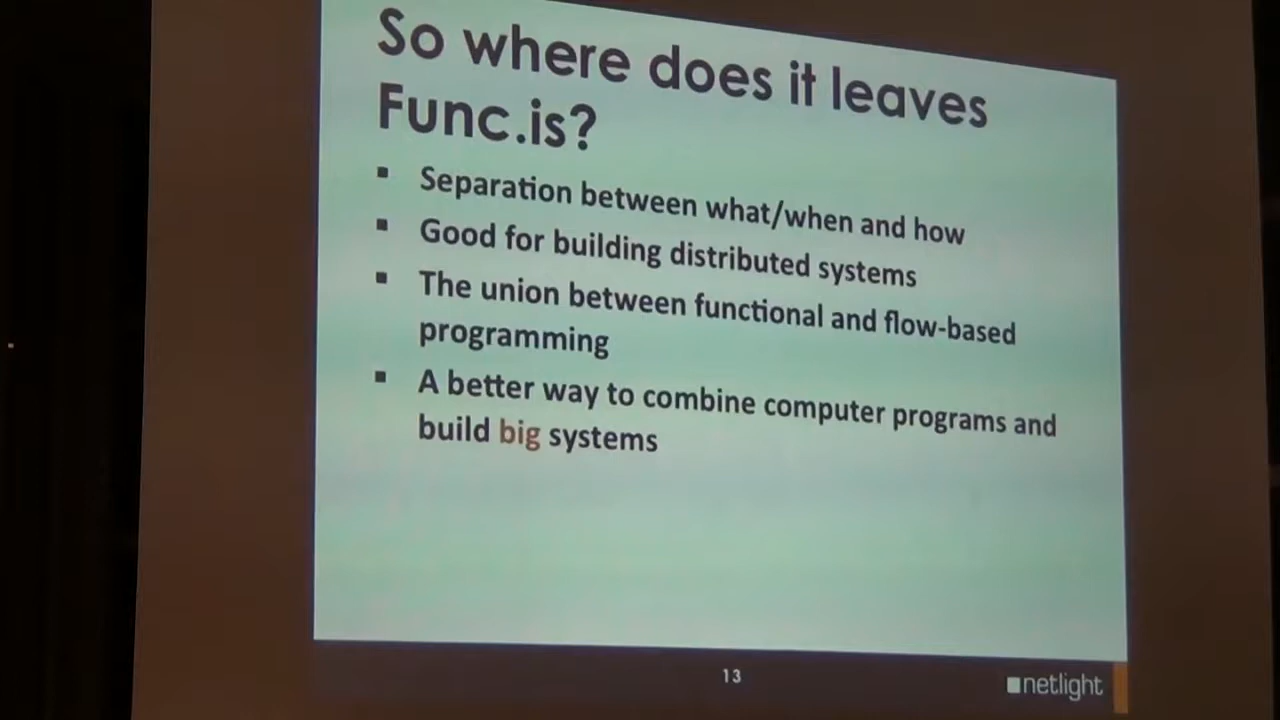 So where does it leaves
Func.is?
▪ Separation between what/when and how
▪ Good for building distributed systems
▪ The union between functional and flow-based
programming
▪ A better way to combine computer programs and
build big systems
13
netlight